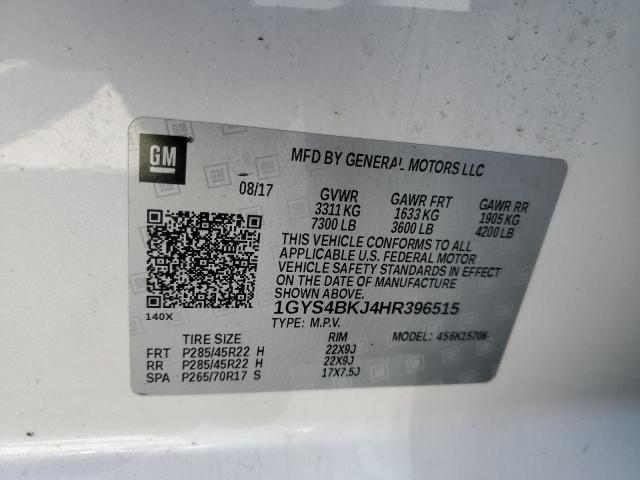 GM
MFD BY GENERAL MOTORS LLC
08/17
GVWR GAWR FRT GAWR RR
3311 KG 1633 KG 1905 KG
7300 LB 3600 LB 4200 LB
THIS VEHICLE CONFORMS TO ALL
APPLICABLE U.S. FEDERAL MOTOR
VEHICLE SAFETY STANDARDS IN EFFECT
ON THE DATE OF MANUFACTURE
SHOWN ABOVE.
140X
1GYS4BKJ4HR396515
TYPE: M.P.V. MODEL: 4S6K15706
TIRE SIZE RIM
FRT P285/45R22 H 22X9J
RR P285/45R22 H 22X9J
SPA P265/70R17 S 17X7.5J